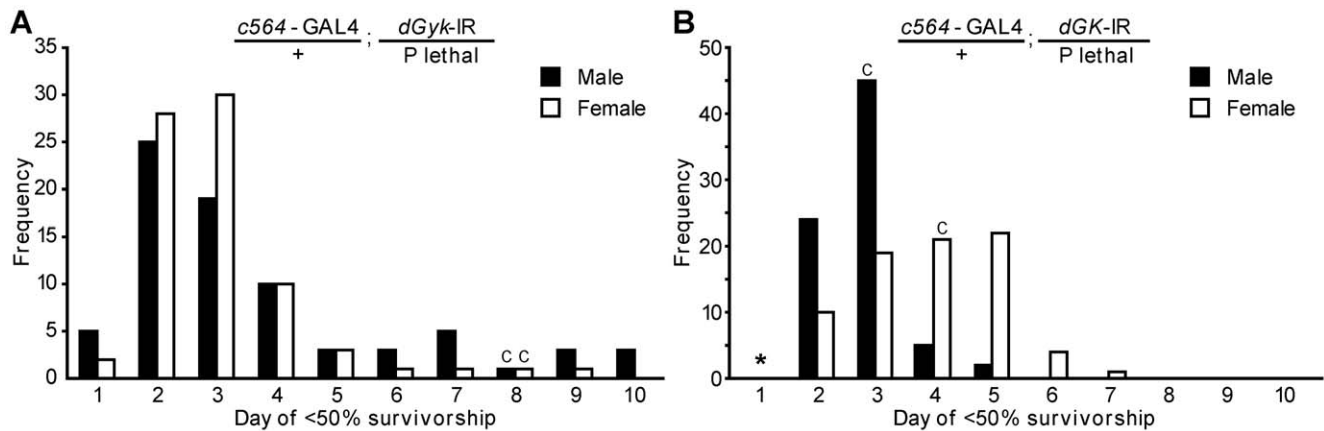 A
c564 - GAL4 ; dGyk-IR
+ P lethal
35
30
25
20
15
10
5
0
Frequency
Male
Female
C C
1 2 3 4 5 6 7 8 9 10
Day of <50% survivorship
B
c564 - GAL4 ; dGK-IR
+ P lethal
50
40
30
20
10
0
Frequency
Male
Female
C
C
*
1 2 3 4 5 6 7 8 9 10
Day of <50% survivorship